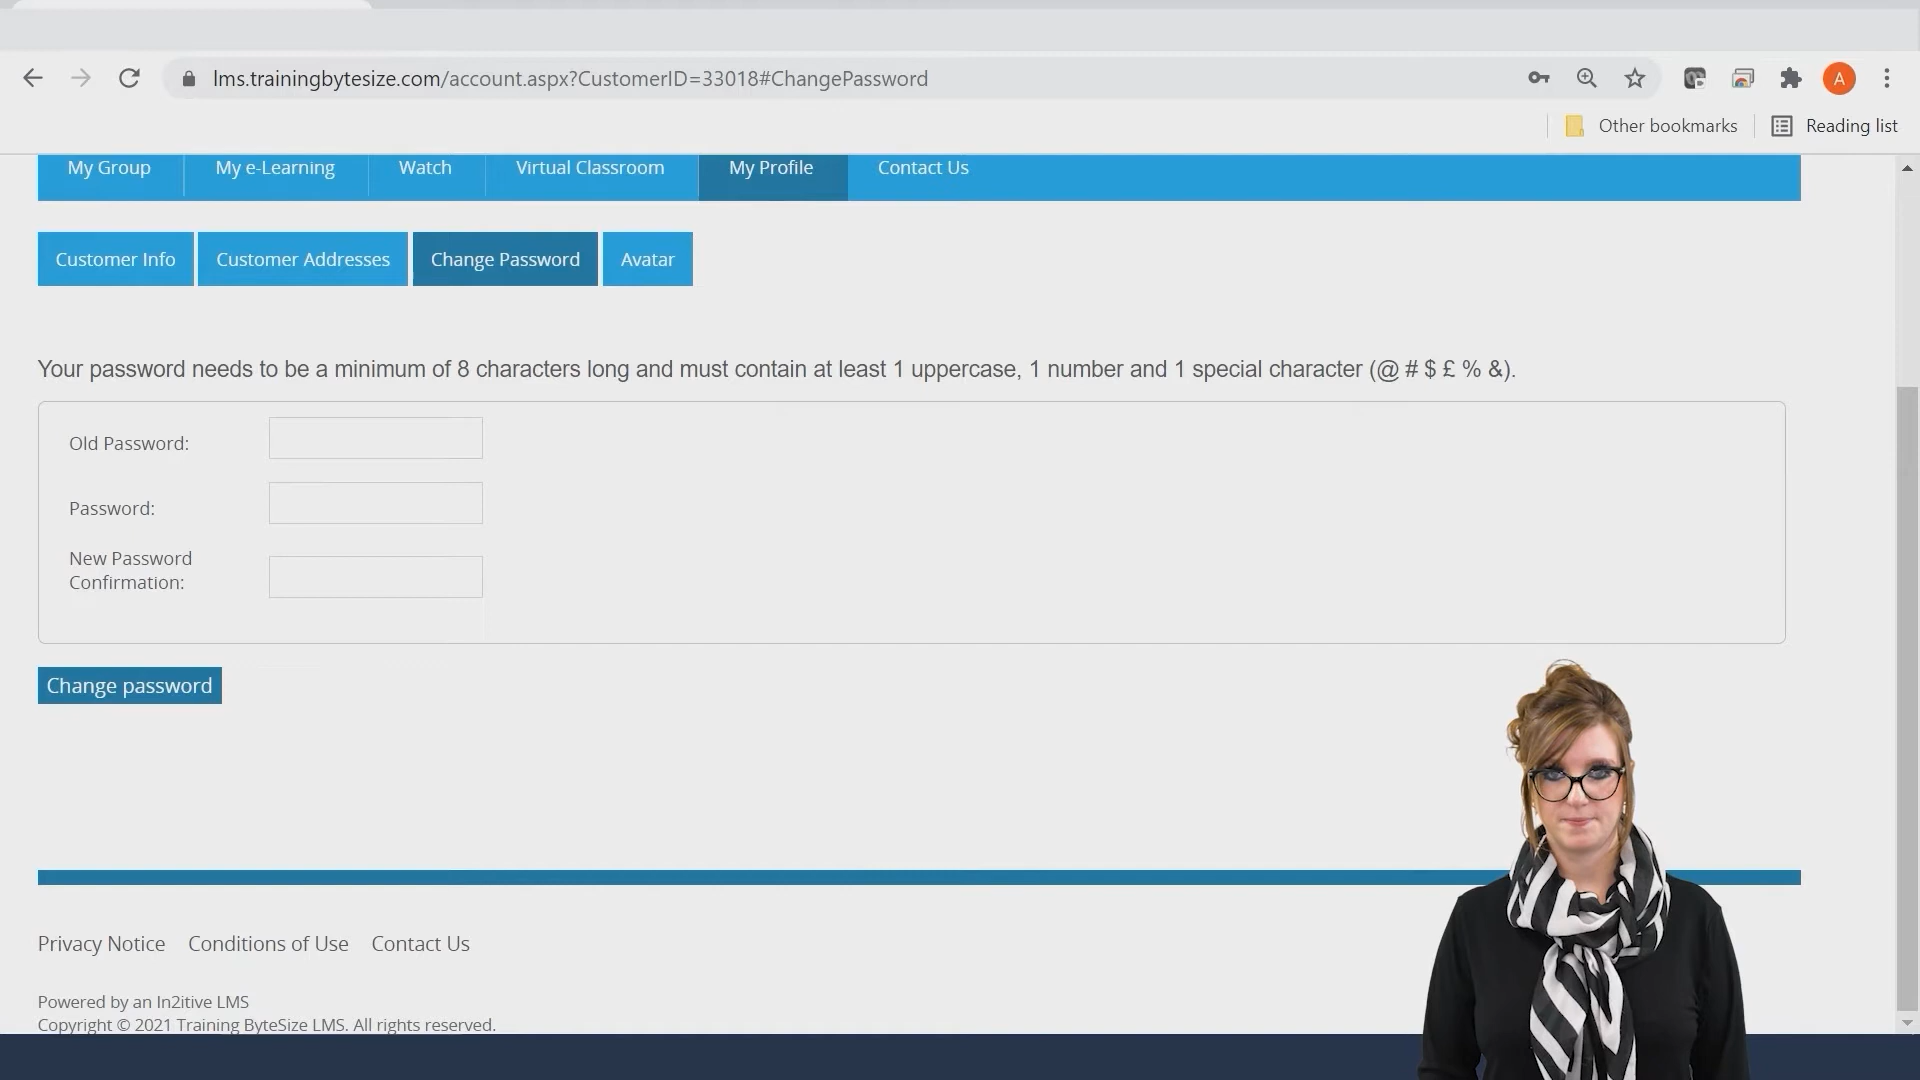 lms.trainingbytesize.com/account.aspx?CustomerID=33018#ChangePassword
A
Other bookmarks
Reading list
My Group
My e-Learning
Watch
Virtual Classroom
My Profile
Contact Us
Customer Info
Customer Addresses
Change Password
Avatar
Your password needs to be a minimum of 8 characters long and must contain at least 1 uppercase, 1 number and 1 special character (@ # $ £ % &).
Old Password:
Password:
New Password
Confirmation:
Change password
Privacy Notice
Conditions of Use
Contact Us
Powered by an In2itive LMS
Copyright © 2021 Training ByteSize LMS. All rights reserved.